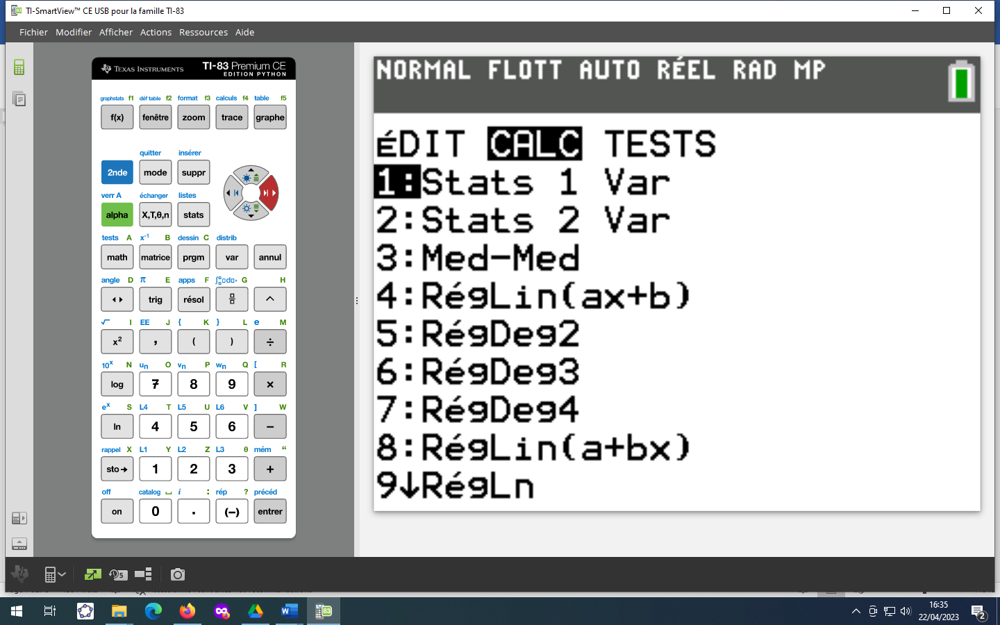 TI-SmartView™ CE USB pour la famille TI-83
Fichier Modifier Afficher Actions Ressources Aide
TEXAS INSTRUMENTS TI-83 Premium CE
EDITION PYTHON
graphstats f1 déf table f2 format f3 calculs f4 table f5
f(x) fenêtre zoom trace graphe
quitter insérer
2nde mode suppr
verr A échanger listes
alpha X,T,θ,n stats
tests A x⁻¹ B dessin C distrib
math matrice prgm var annul
angle D π E apps F G H
trig résol ^
√ I EE J { K } L e M
x² , ( ) ÷
10ˣ N uₙ O vₙ P wₙ Q [ R
log 7 8 9 ×
eˣ S L4 T L5 U L6 V ] W
ln 4 5 6 −
rappel X L1 Y L2 Z L3 θ mém “
sto→ 1 2 3 +
off catalog ⎵ i : rép ? précéd
on 0 . (−) entrer
NORMAL FLOTT AUTO RÉEL RAD MP
éDIT CALC TESTS
1:Stats 1 Var
2:Stats 2 Var
3:Med-Med
4:RégLin(ax+b)
5:RégDeg2
6:RégDeg3
7:RégDeg4
8:RégLin(a+bx)
9↓RégLn
5
83
16:35
22/04/2023
2